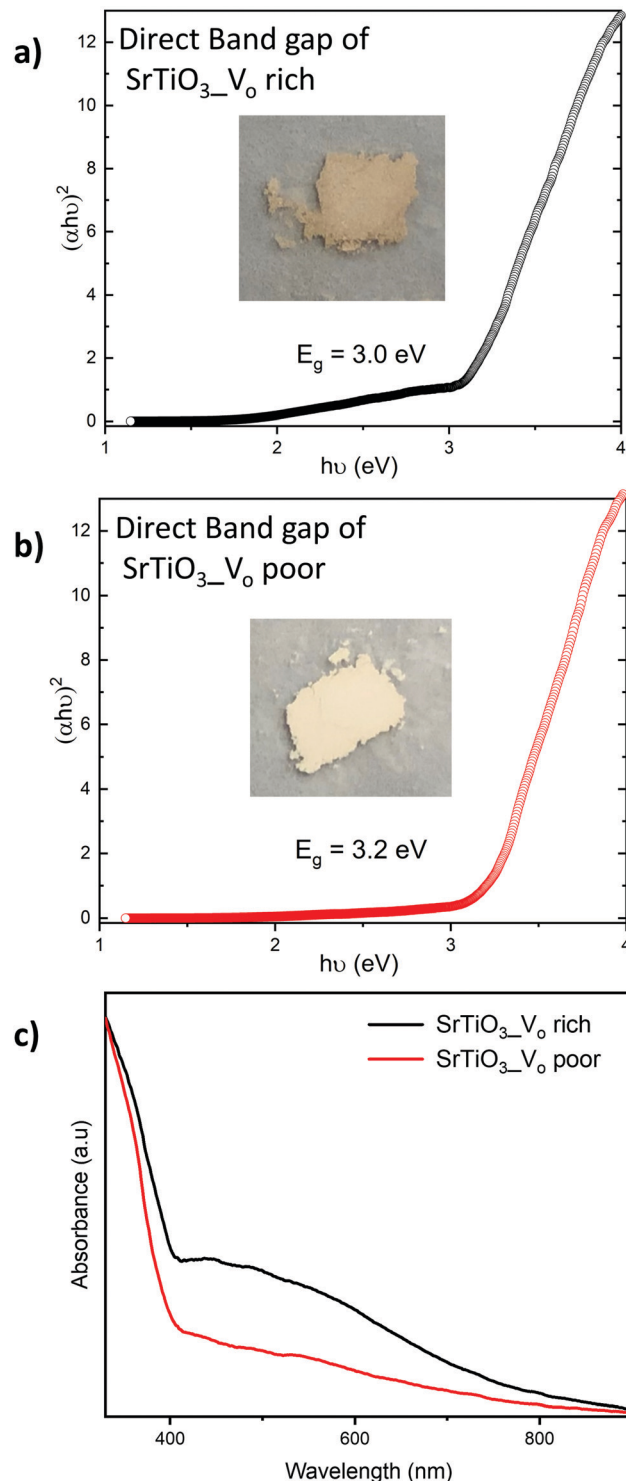 a)
Direct Band gap of
SrTiO₃_Vₒ rich
E_g = 3.0 eV
(αhυ)²
12
10
8
6
4
2
0
1
2
3
4
hυ (eV)
b)
Direct Band gap of
SrTiO₃_Vₒ poor
E_g = 3.2 eV
(αhυ)²
12
10
8
6
4
2
0
1
2
3
4
hυ (eV)
c)
SrTiO₃_Vₒ rich
SrTiO₃_Vₒ poor
Absorbance (a.u)
400
600
800
Wavelength (nm)